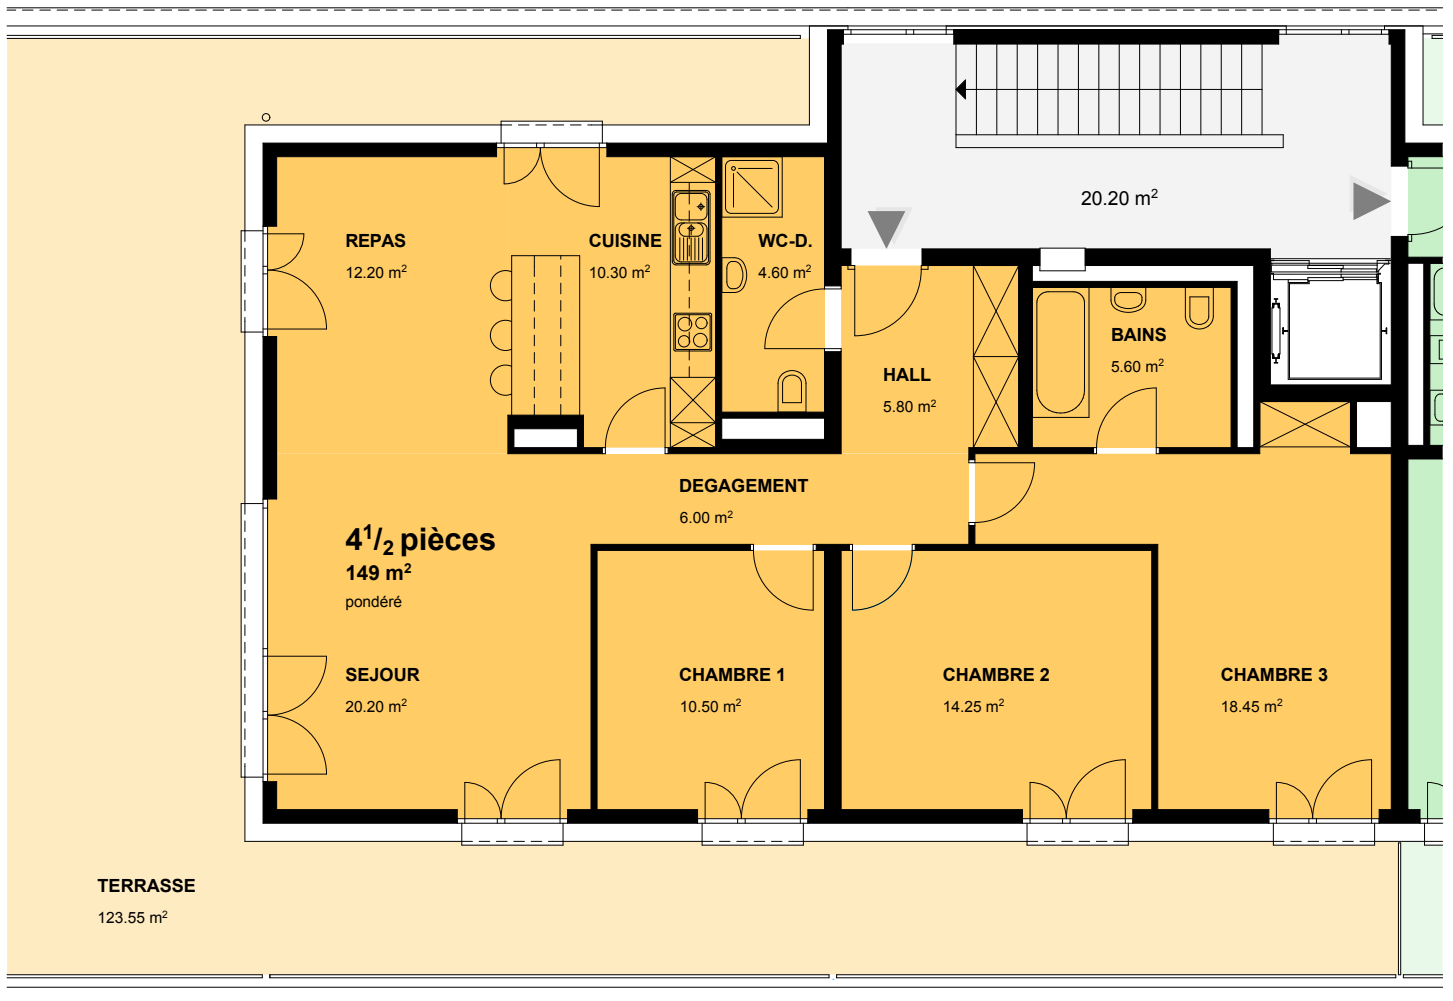 20.20 m²
REPAS
12.20 m²
CUISINE
10.30 m²
WC-D.
4.60 m²
HALL
5.80 m²
BAINS
5.60 m²
DEGAGEMENT
6.00 m²
4 1/2 pièces
149 m²
pondéré
SEJOUR
20.20 m²
CHAMBRE 1
10.50 m²
CHAMBRE 2
14.25 m²
CHAMBRE 3
18.45 m²
TERRASSE
123.55 m²